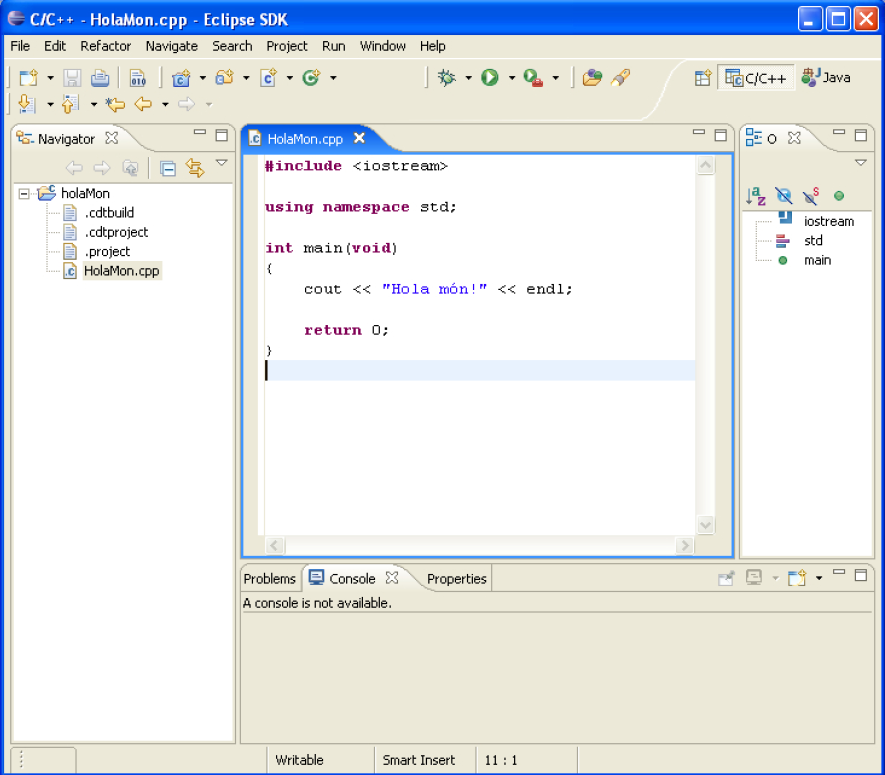 C/C++ - HolaMon.cpp - Eclipse SDK
File Edit Refactor Navigate Search Project Run Window Help
C/C++ Java
Navigator
holaMon
.cdtbuild
.cdtproject
.project
HolaMon.cpp
HolaMon.cpp
#include <iostream>
using namespace std;
int main(void)
{
cout << "Hola món!" << endl;
return 0;
}
O
iostream
std
main
Problems Console Properties
A console is not available.
Writable Smart Insert 11 : 1